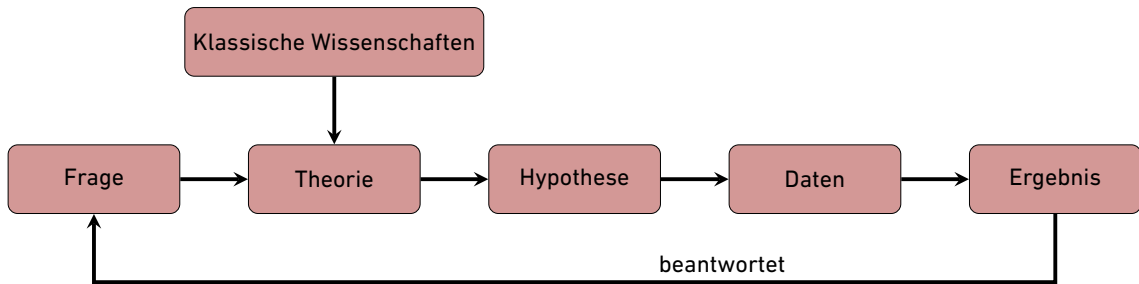 Klassische Wissenschaften
Frage
Theorie
Hypothese
Daten
Ergebnis
beantwortet